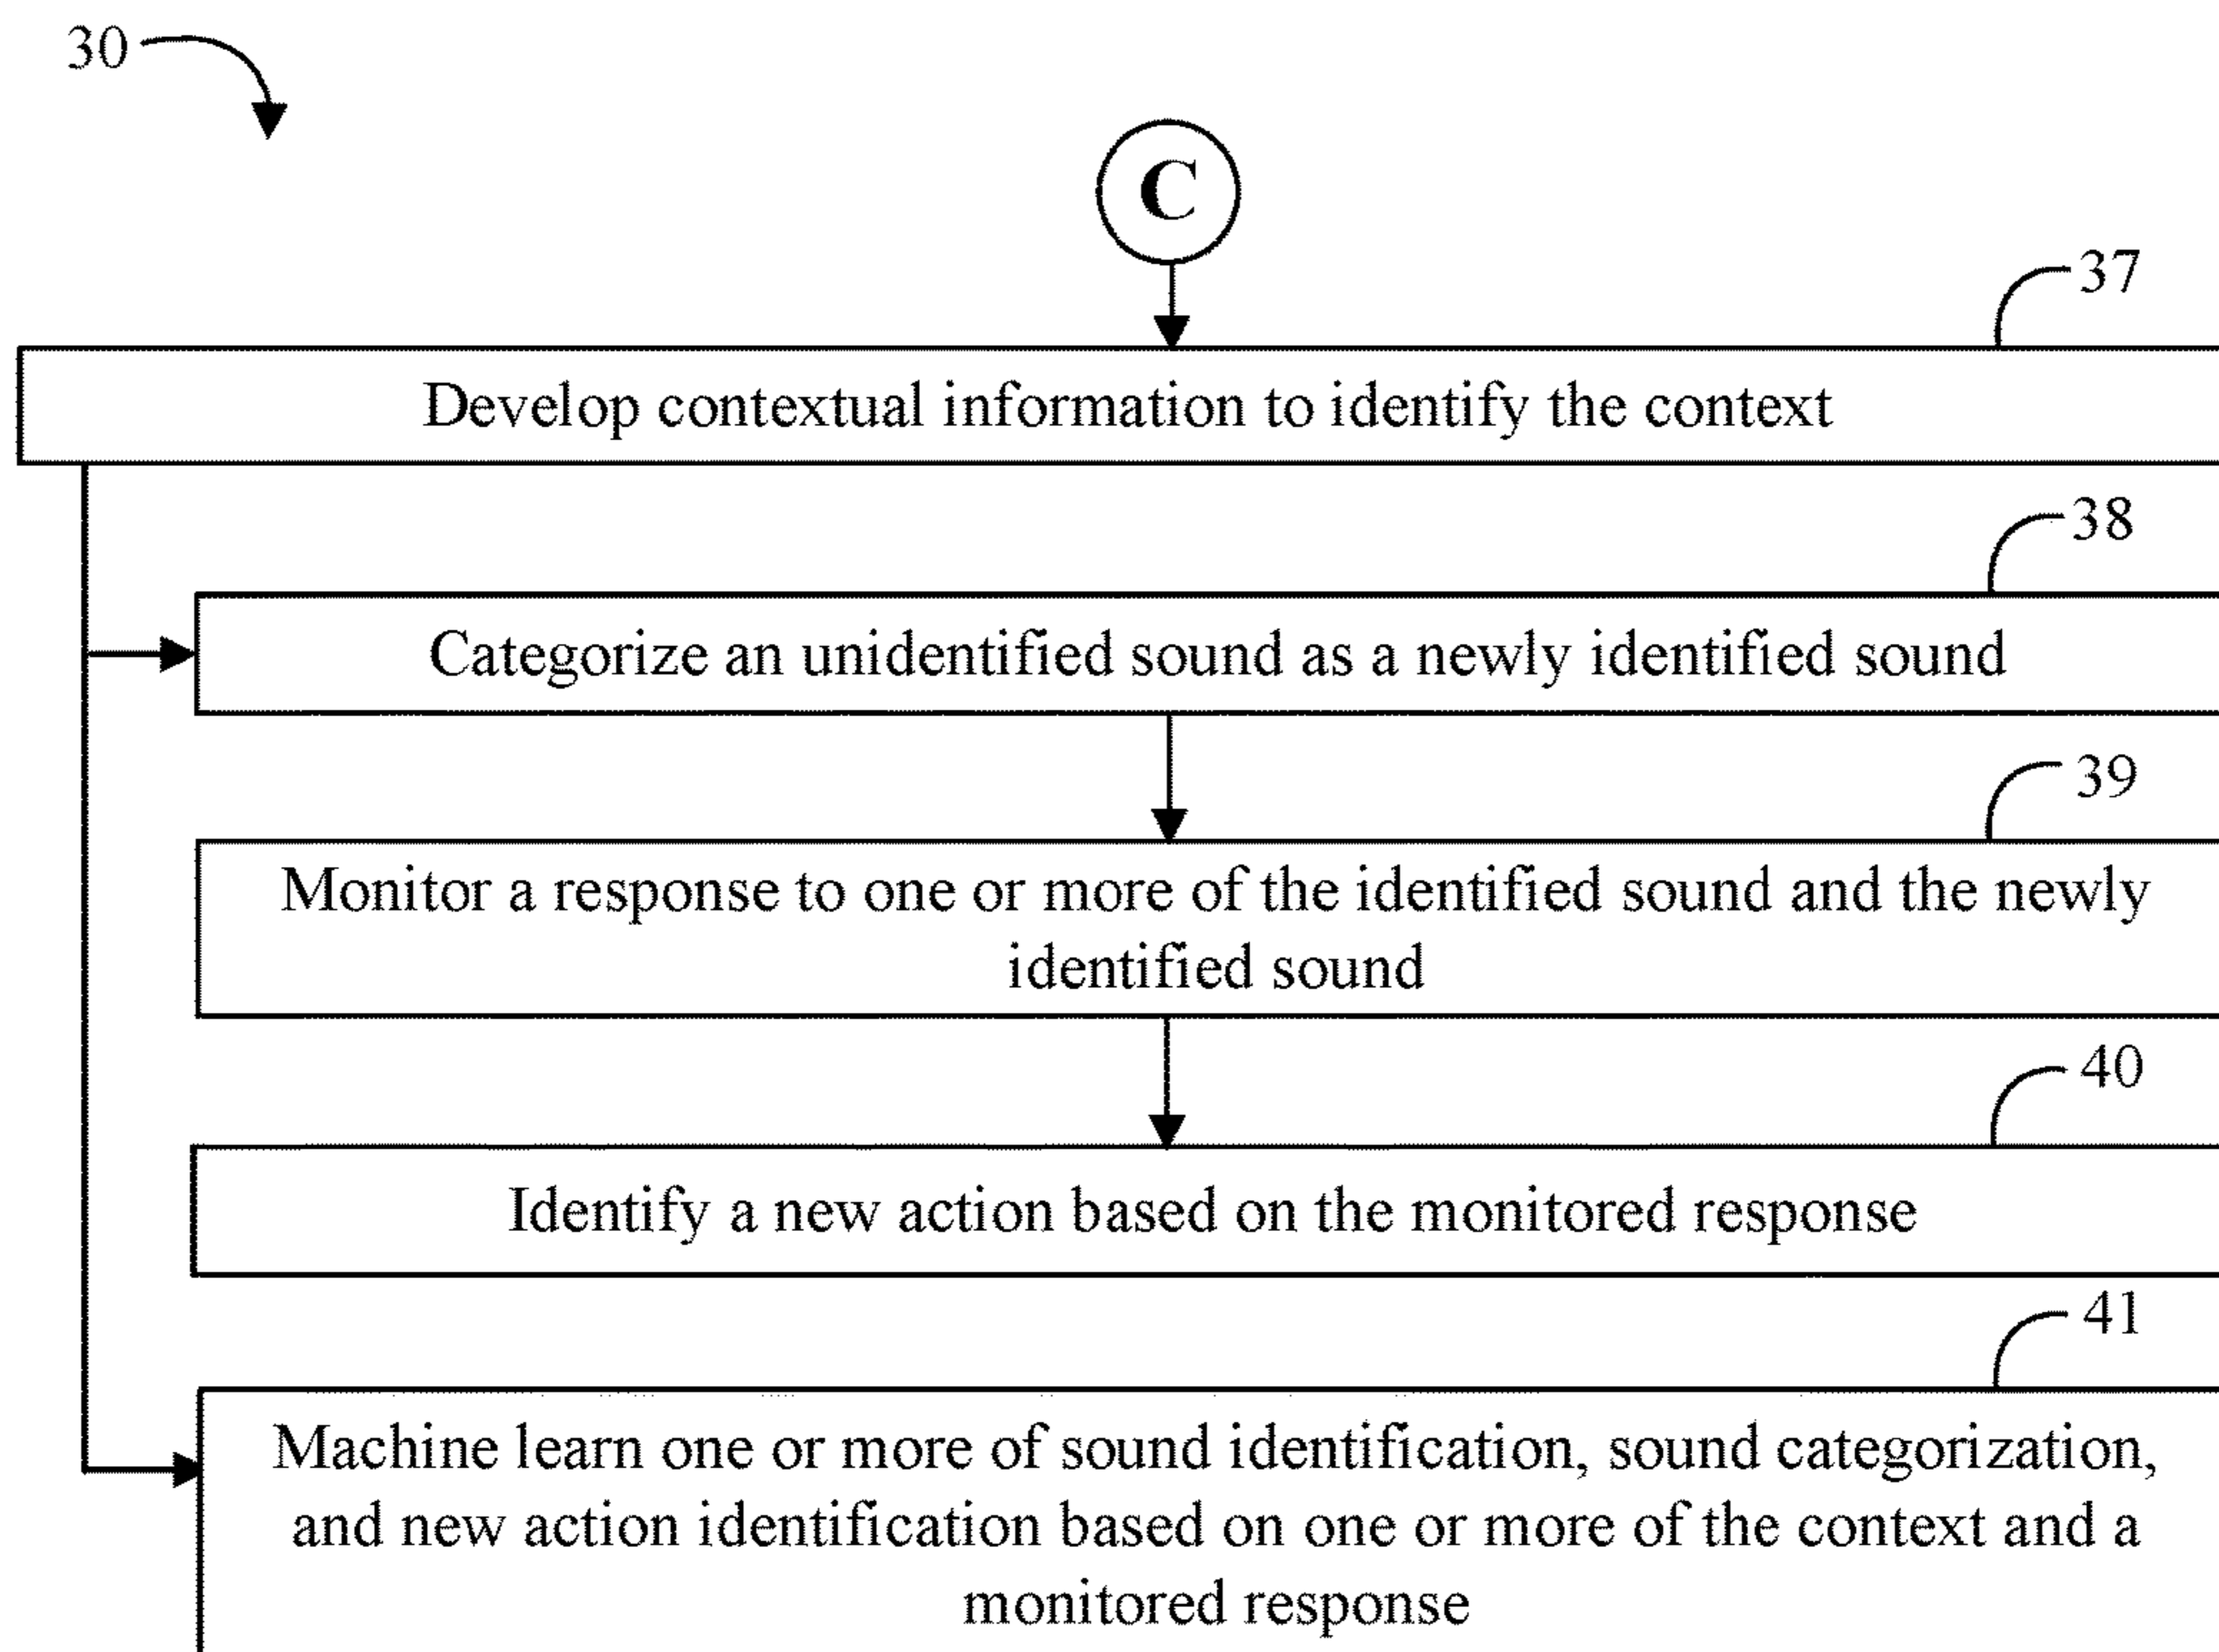 30
C
37
Develop contextual information to identify the context
38
Categorize an unidentified sound as a newly identified sound
39
Monitor a response to one or more of the identified sound and the newly
identified sound
40
Identify a new action based on the monitored response
41
Machine learn one or more of sound identification, sound categorization,
and new action identification based on one or more of the context and a
monitored response